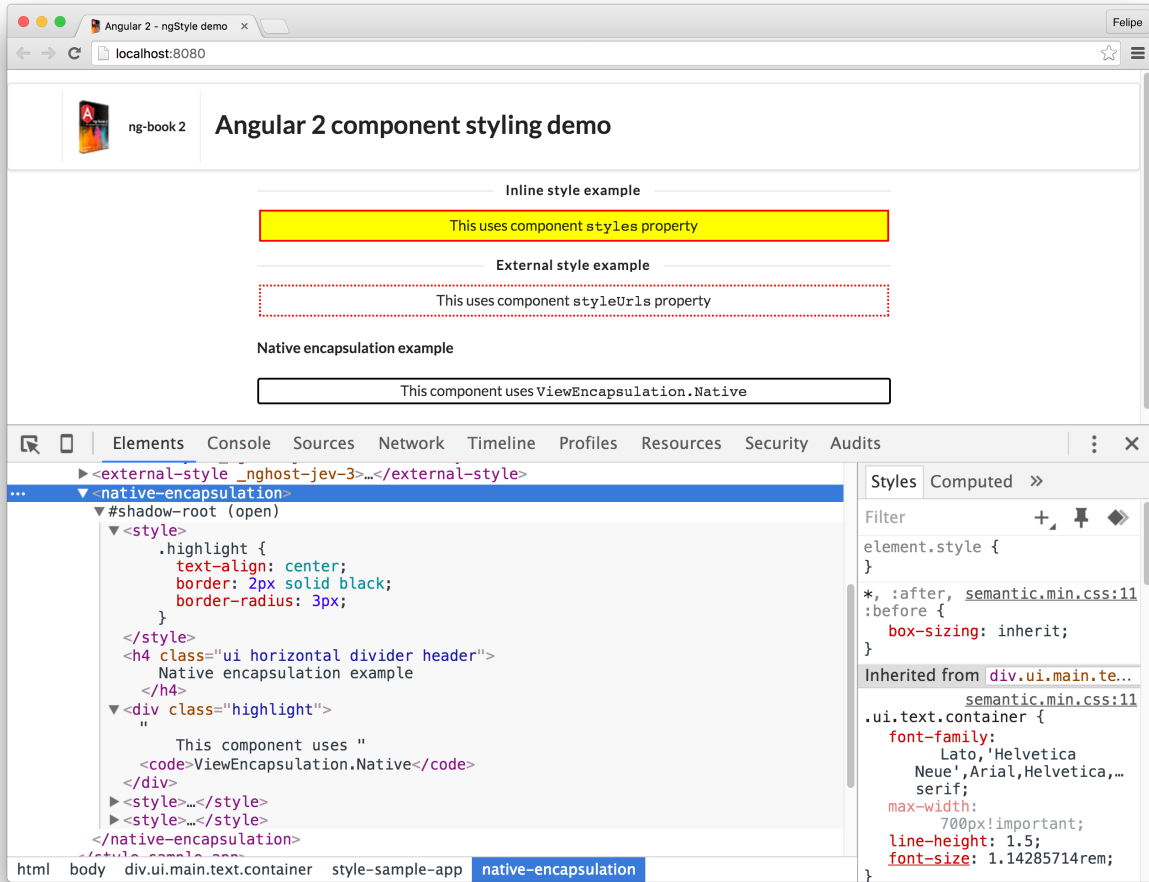 Angular 2 - ngStyle demo
Felipe
localhost:8080
ng-book 2
Angular 2 component styling demo
Inline style example
This uses component styles property
External style example
This uses component styleUrls property
Native encapsulation example
This component uses ViewEncapsulation.Native
Elements Console Sources Network Timeline Profiles Resources Security Audits
<external-style _nghost-jev-3>…</external-style>
<native-encapsulation>
#shadow-root (open)
<style>
.highlight {
text-align: center;
border: 2px solid black;
border-radius: 3px;
}
</style>
<h4 class="ui horizontal divider header">
Native encapsulation example
</h4>
<div class="highlight">
"
This component uses "
<code>ViewEncapsulation.Native</code>
</div>
<style>…</style>
<style>…</style>
</native-encapsulation>
</style-sample-app>
html body div.ui.main.text.container style-sample-app native-encapsulation
Styles Computed »
Filter
element.style {
}
*, :after, semantic.min.css:11
:before {
box-sizing: inherit;
}
Inherited from div.ui.main.te…
semantic.min.css:11
.ui.text.container {
font-family:
Lato,'Helvetica
Neue',Arial,Helvetica,…
serif;
max-width:
700px!important;
line-height: 1.5;
font-size: 1.14285714rem;
}